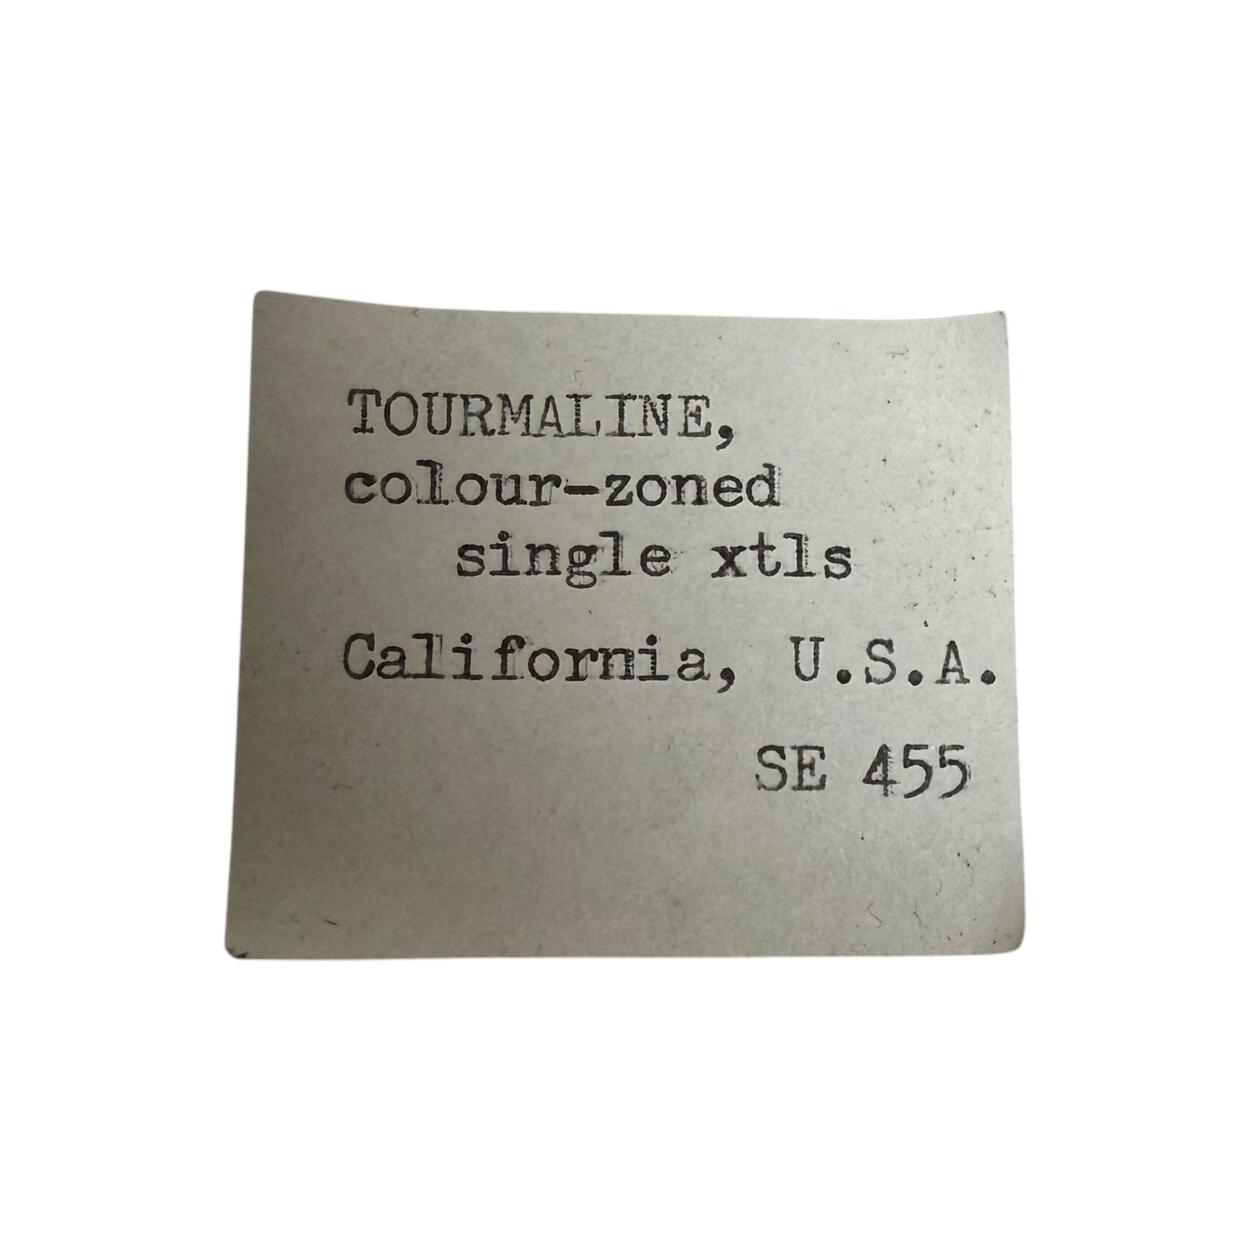 TOURMALINE,
colour-zoned
single xtls
California, U.S.A.
SE 455